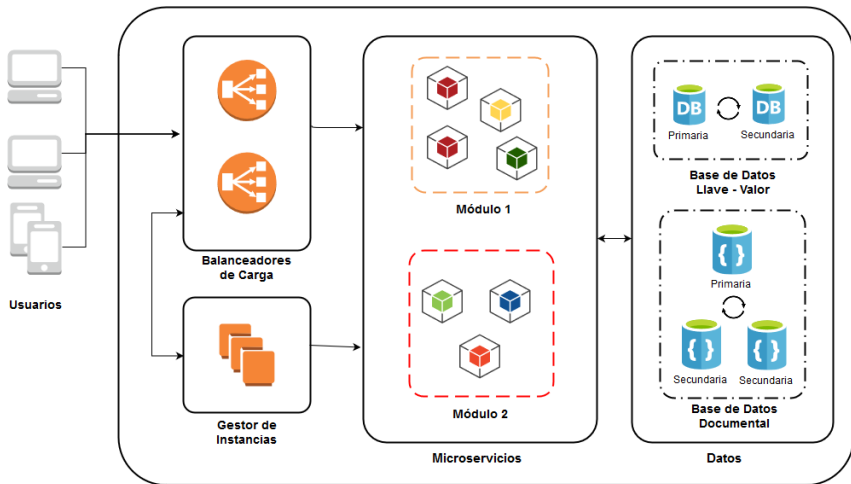 Usuarios
Balanceadores
de Carga
Gestor de
Instancias
Módulo 1
Módulo 2
Microservicios
DB
DB
Primaria
Secundaria
Base de Datos
Llave - Valor
{ }
Primaria
{ }
{ }
Secundaria
Secundaria
Base de Datos
Documental
Datos